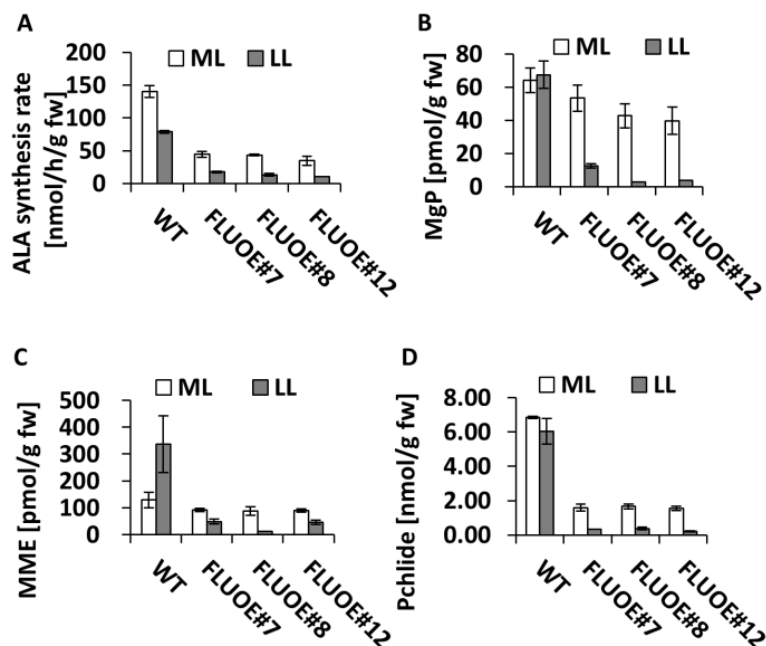 A
ALA synthesis rate
[nmol/h/g fw]
200
150
100
50
0
ML
LL
WT
FLUOE#7
FLUOE#8
FLUOE#12
B
MgP [pmol/g fw]
80
60
40
20
0
ML
LL
WT
FLUOE#7
FLUOE#8
FLUOE#12
C
MME [pmol/g fw]
500
400
300
200
100
0
ML
LL
WT
FLUOE#7
FLUOE#8
FLUOE#12
D
Pchlide [nmol/g fw]
8.00
6.00
4.00
2.00
0.00
ML
LL
WT
FLUOE#7
FLUOE#8
FLUOE#12